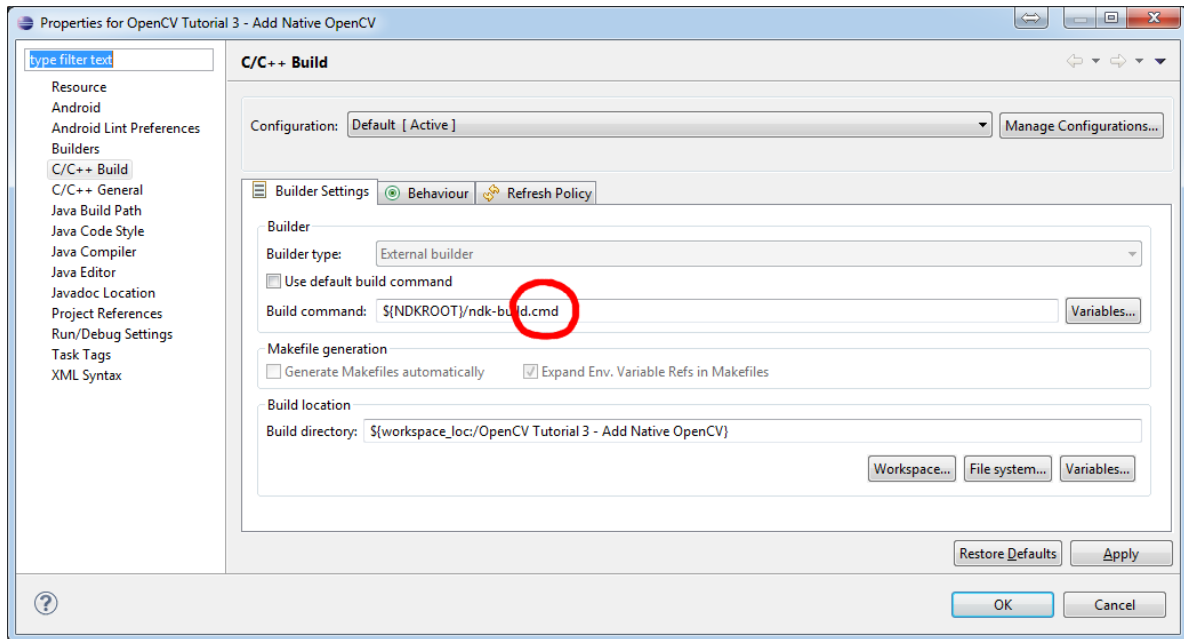 Properties for OpenCV Tutorial 3 - Add Native OpenCV
type filter text
Resource
Android
Android Lint Preferences
Builders
C/C++ Build
C/C++ General
Java Build Path
Java Code Style
Java Compiler
Java Editor
Javadoc Location
Project References
Run/Debug Settings
Task Tags
XML Syntax
C/C++ Build
Configuration: Default [ Active ] Manage Configurations...
Builder Settings Behaviour Refresh Policy
Builder
Builder type: External builder
Use default build command
Build command: ${NDKROOT}/ndk-build.cmd Variables...
Makefile generation
Generate Makefiles automatically Expand Env. Variable Refs in Makefiles
Build location
Build directory: ${workspace_loc:/OpenCV Tutorial 3 - Add Native OpenCV}
Workspace... File system... Variables...
Restore Defaults Apply
? OK Cancel